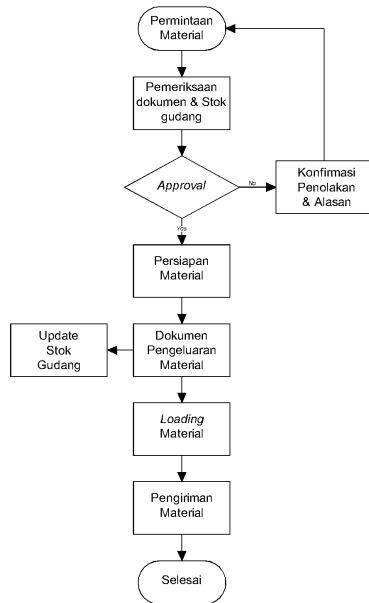 Permintaan
Material
Pemeriksaan
dokumen & Stok
gudang
Approval
No
Konfirmasi
Penolakan
& Alasan
Yes
Persiapan
Material
Update
Stok
Gudang
Dokumen
Pengeluaran
Material
Loading
Material
Pengiriman
Material
Selesai